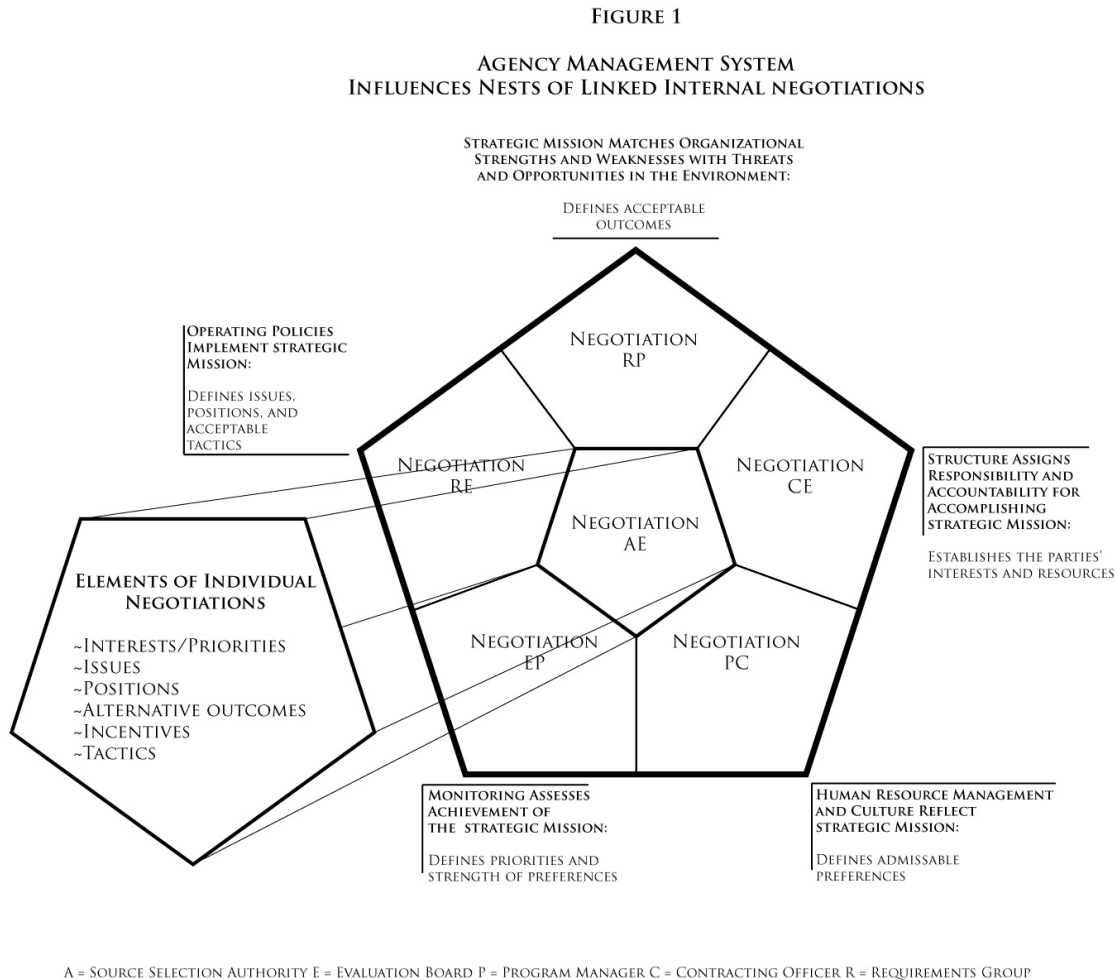 FIGURE 1
AGENCY MANAGEMENT SYSTEM
INFLUENCES NESTS OF LINKED INTERNAL NEGOTIATIONS
STRATEGIC MISSION MATCHES ORGANIZATIONAL
STRENGTHS AND WEAKNESSES WITH THREATS
AND OPPORTUNITIES IN THE ENVIRONMENT:
DEFINES ACCEPTABLE
OUTCOMES
OPERATING POLICIES
IMPLEMENT STRATEGIC
MISSION:
DEFINES ISSUES,
POSITIONS, AND
ACCEPTABLE
TACTICS
NEGOTIATION
RP
NEGOTIATION
RE
NEGOTIATION
CE
NEGOTIATION
AE
NEGOTIATION
EP
NEGOTIATION
PC
STRUCTURE ASSIGNS
RESPONSIBILITY AND
ACCOUNTABILITY FOR
ACCOMPLISHING
STRATEGIC MISSION:
ESTABLISHES THE PARTIES'
INTERESTS AND RESOURCES
ELEMENTS OF INDIVIDUAL
NEGOTIATIONS
~INTERESTS/PRIORITIES
~ISSUES
~POSITIONS
~ALTERNATIVE OUTCOMES
~INCENTIVES
~TACTICS
MONITORING ASSESSES
ACHIEVEMENT OF
THE STRATEGIC MISSION:
DEFINES PRIORITIES AND
STRENGTH OF PREFERENCES
HUMAN RESOURCE MANAGEMENT
AND CULTURE REFLECT
STRATEGIC MISSION:
DEFINES ADMISSABLE
PREFERENCES
A = SOURCE SELECTION AUTHORITY E = EVALUATION BOARD P = PROGRAM MANAGER C = CONTRACTING OFFICER R = REQUIREMENTS GROUP